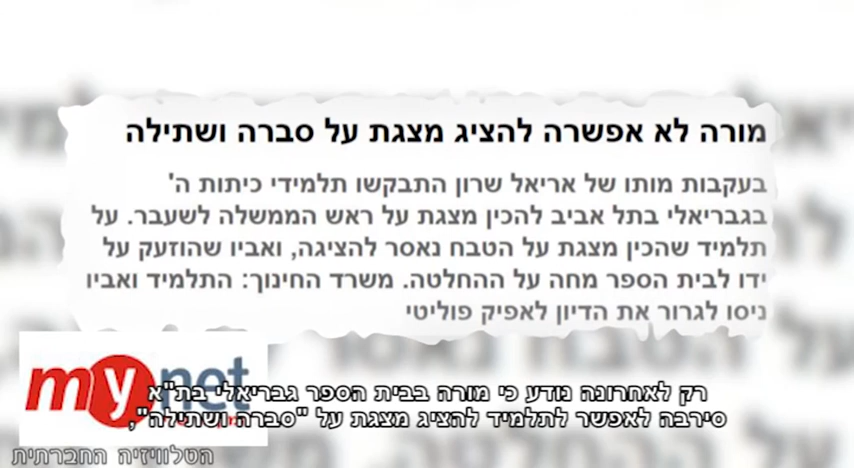 מורה לא אפשרה להציג מצגת על סברה ושתילה
בעקבות מותו של אריאל שרון התבקשו תלמידי כיתות ה'
בגבריאלי בתל אביב להכין מצגת על ראש הממשלה לשעבר. על
תלמיד שהכין מצגת על הטבח נאסר להציגה, ואביו שהוזעק על
ידו לבית הספר מחה על ההחלטה. משרד החינוך: התלמיד ואביו
ניסו לגרור את הדיון לאפיק פוליטי
mynet
רק לאחרונה נודע כי מורה בבית הספר גבריאלי בת"א
סירבה לאפשר לתלמיד להציג מצגת על "סברה ושתילה",
הטלוויזיה החברתית